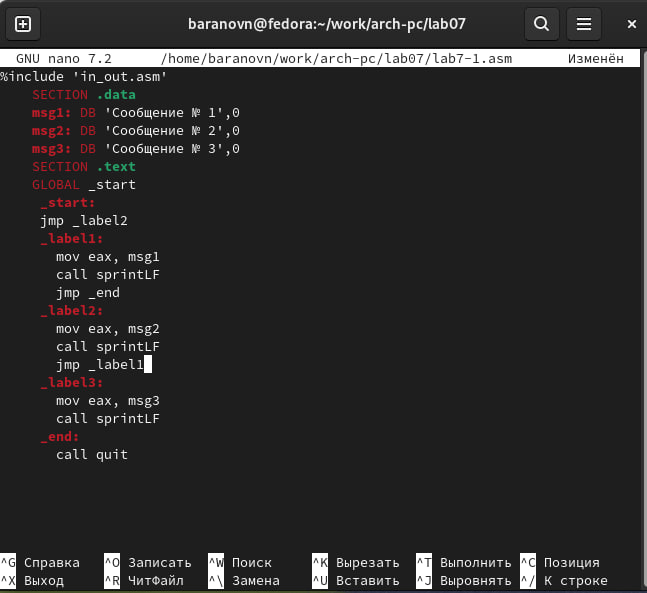 baranovn@fedora:~/work/arch-pc/lab07
GNU nano 7.2 /home/baranovn/work/arch-pc/lab07/lab7-1.asm Изменён
%include 'in_out.asm'
SECTION .data
msg1: DB 'Сообщение № 1',0
msg2: DB 'Сообщение № 2',0
msg3: DB 'Сообщение № 3',0
SECTION .text
GLOBAL _start
_start:
jmp _label2
_label1:
mov eax, msg1
call sprintLF
jmp _end
_label2:
mov eax, msg2
call sprintLF
jmp _label1
_label3:
mov eax, msg3
call sprintLF
_end:
call quit
^G Справка ^O Записать ^W Поиск ^K Вырезать ^T Выполнить ^C Позиция
^X Выход ^R ЧитФайл ^\ Замена ^U Вставить ^J Выровнять ^/ К строке